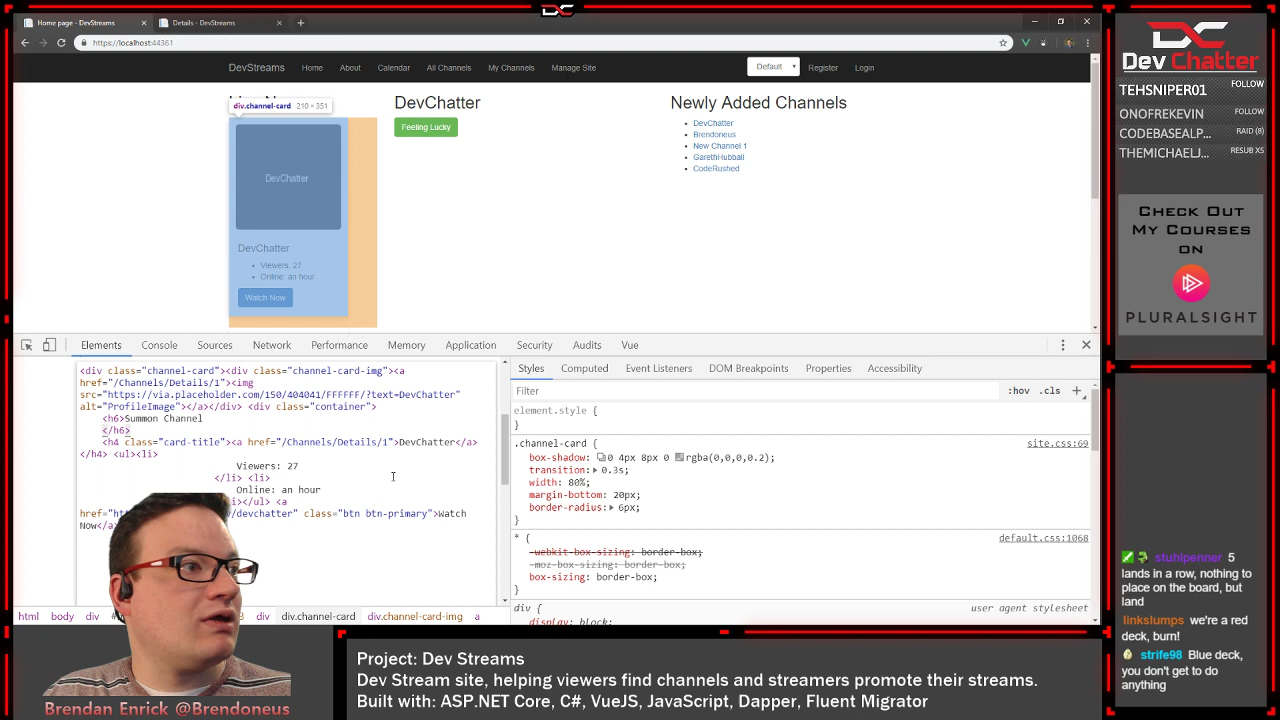 Home page - DevStreams
Details - DevStreams
https://localhost:44361
DevStreams Home About Calendar All Channels My Channels Manage Site Default Register Login
div.channel-card 210 × 351
DevChatter
DevChatter
Viewers: 27
Online: an hour
Watch Now
DevChatter
Feeling Lucky
Newly Added Channels
DevChatter
Brendoneus
New Channel 1
GarethHubball
CodeRushed
Elements Console Sources Network Performance Memory Application Security Audits Vue
<div class="channel-card"><div class="channel-card-img"><a
href="/Channels/Details/1"><img
src="https://via.placeholder.com/150/404041/FFFFFF/?text=DevChatter"
alt="ProfileImage"></a></div> <div class="container">
<h6>Summon Channel
</h6>
<h4 class="card-title"><a href="/Channels/Details/1">DevChatter</a>
</h4> <ul><li>
Viewers: 27
</li> <li>
Online: an hour
</ul> <a
/devchatter" class="btn btn-primary">Watch
Now</a>
html body div div div.channel-card div.channel-card-img a
Styles Computed Event Listeners DOM Breakpoints Properties Accessibility
Filter :hov .cls +
element.style {
}
.channel-card { site.css:69
box-shadow: 0 4px 8px 0 rgba(0,0,0,0.2);
transition: 0.3s;
width: 80%;
margin-bottom: 20px;
border-radius: 6px;
}
* { default.css:1068
-webkit-box-sizing: border-box;
-moz-box-sizing: border-box;
box-sizing: border-box;
}
div { user agent stylesheet
display: block;
DC
Dev Chatter
TEHSNIPER01 FOLLOW
ONOFREKEVIN FOLLOW
CODEBASEALP... RAID (8)
THEMICHAELJ... RESUB X5
CHECK OUT
MY COURSES
ON
PLURALSIGHT
stuhlpenner 5
lands in a row, nothing to
place on the board, but
land
linkslumps we're a red
deck, burn!
strife98 Blue deck,
you don't get to do
anything
Brendan Enrick @Brendoneus
Project: Dev Streams
Dev Stream site, helping viewers find channels and streamers promote their streams.
Built with: ASP.NET Core, C#, VueJS, JavaScript, Dapper, Fluent Migrator